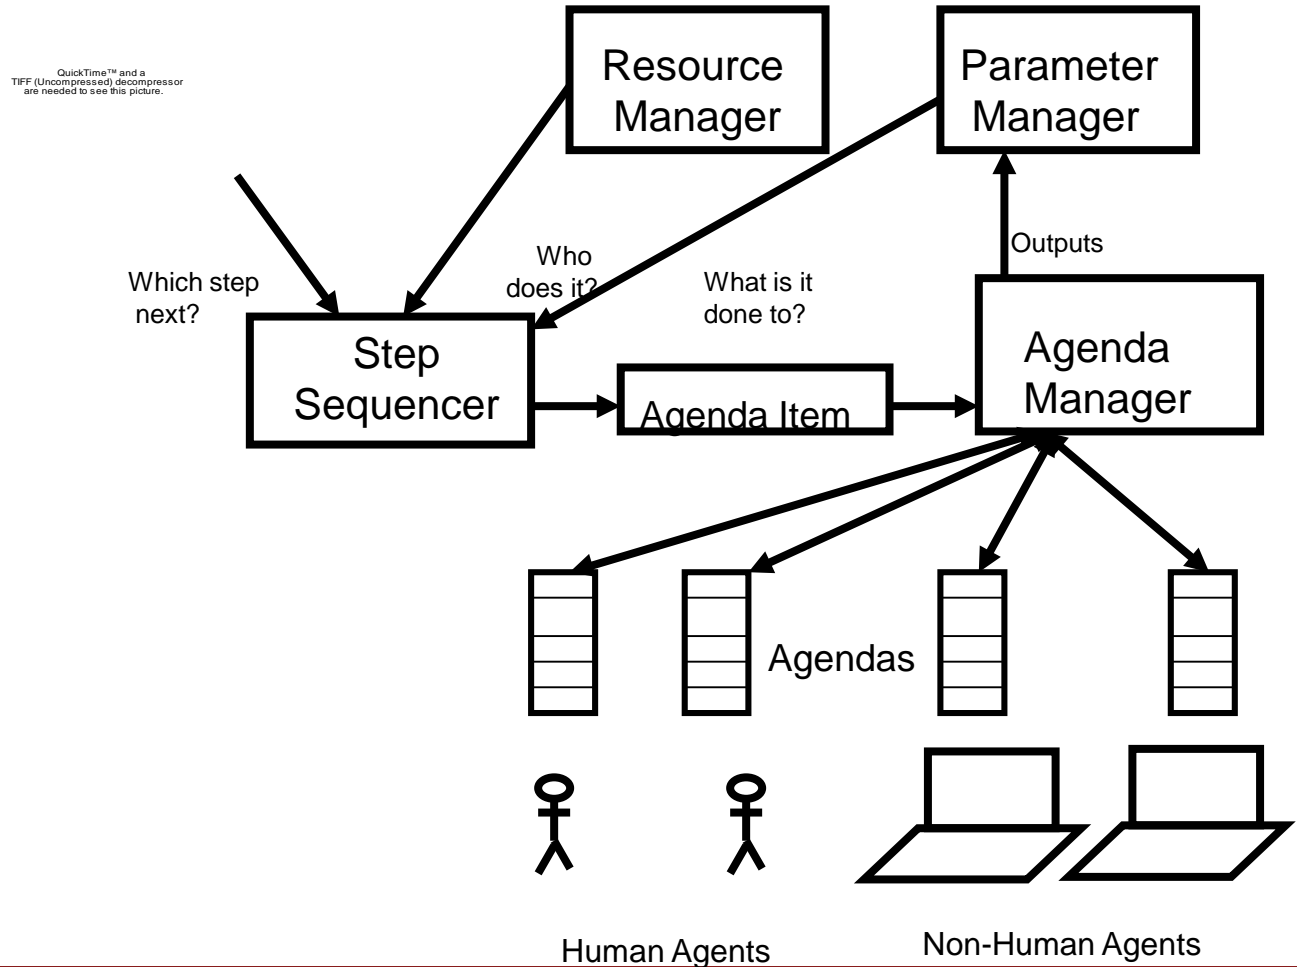 QuickTime™ and a
TIFF (Uncompressed) decompressor
are needed to see this picture.
Resource
Manager
Parameter
Manager
Which step
next?
Who
does it?
What is it
done to?
Outputs
Step
Sequencer
Agenda Item
Agenda
Manager
Agendas
Human Agents
Non-Human Agents